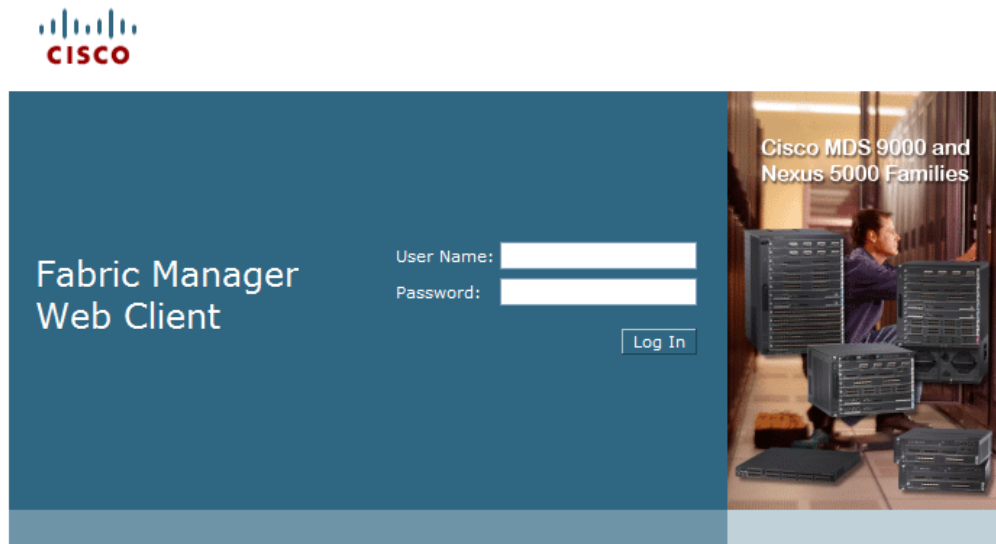 CISCO
Cisco MDS 9000 and
Nexus 5000 Families
Fabric Manager
Web Client
User Name:
Password:
Log In